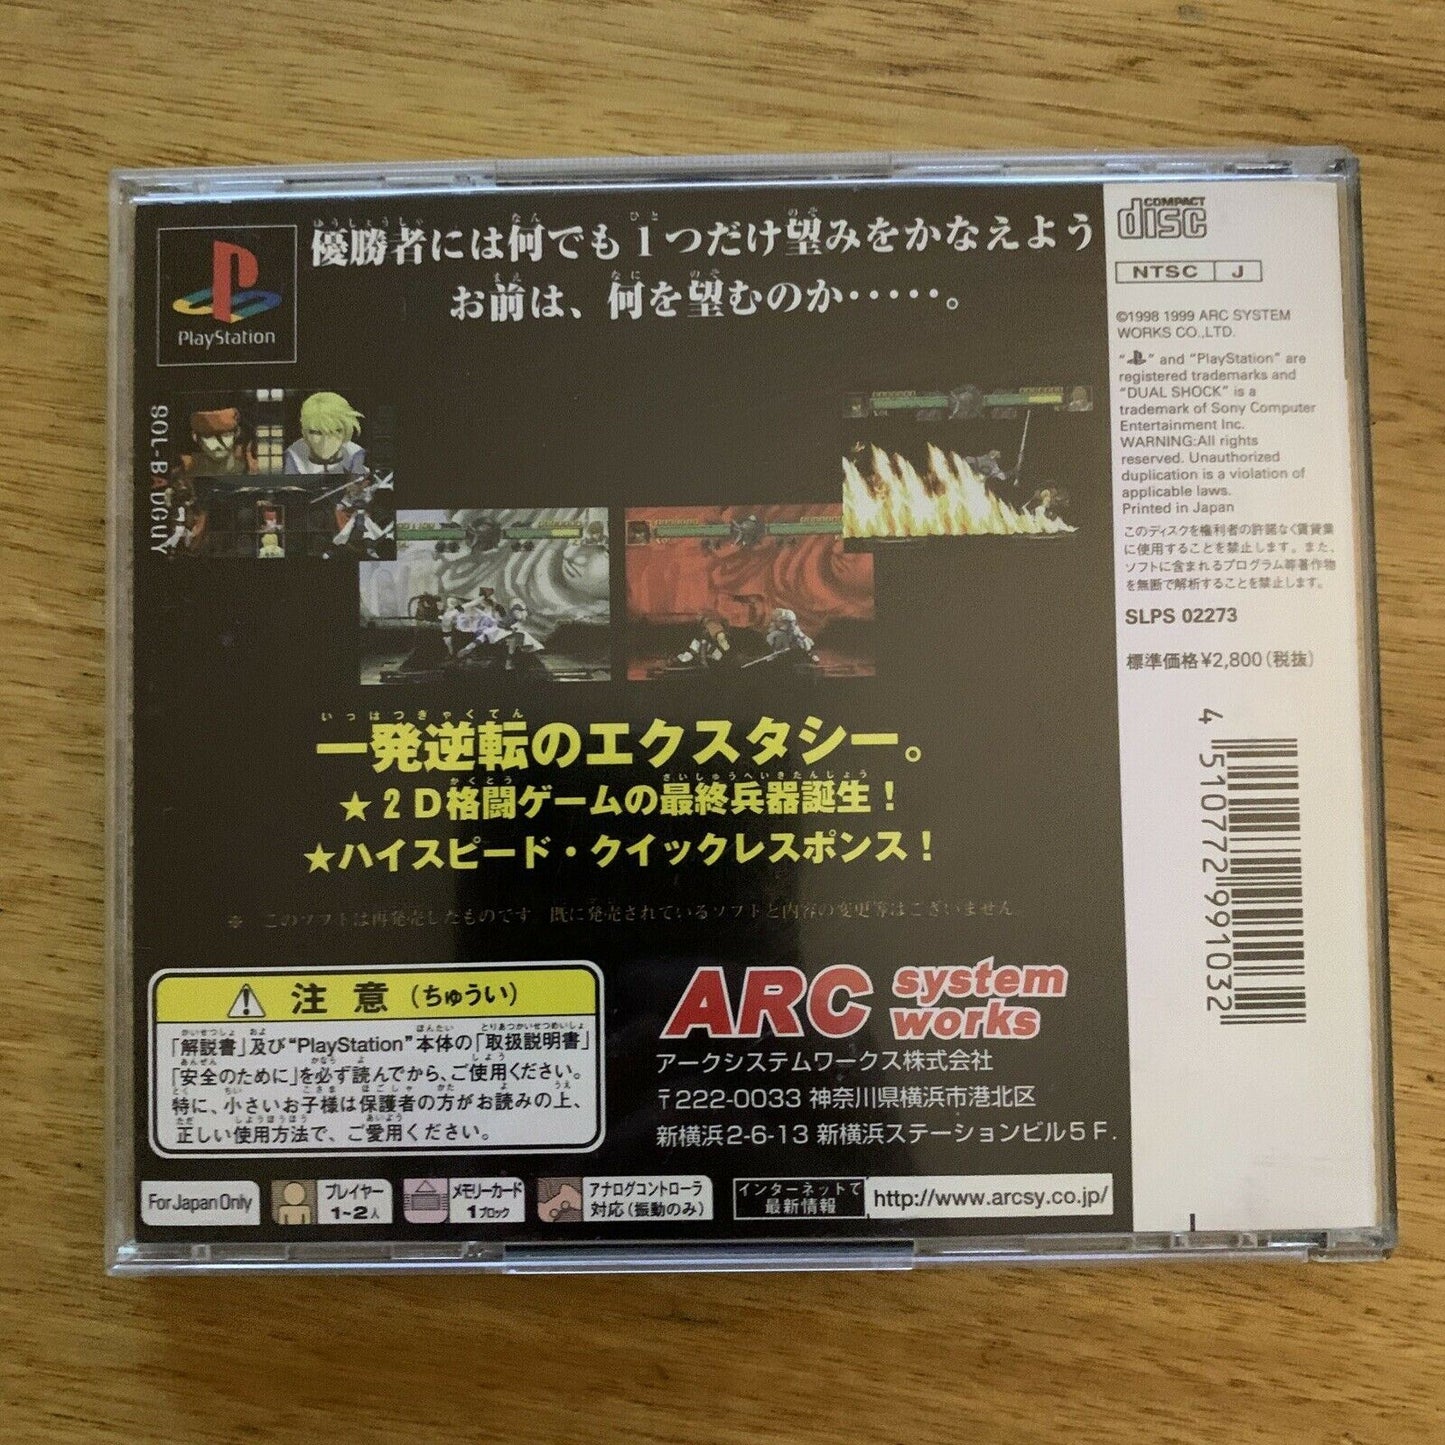 PlayStation
優勝者には何でも1つだけ望みをかなえよう
お前は、何を望むのか・・・・・。
SOL-BADGUY
一発逆転のエクスタシー。
★2D格闘ゲームの最終兵器誕生！
★ハイスピード・クイックレスポンス！
※ このソフトは再発売したものです。既に発売されているソフトと内容の変更等はございません。
注意（ちゅうい）
「解説書」及び“PlayStation”本体の「取扱説明書」
「安全のために」を必ず読んでから、ご使用ください。
特に、小さいお子様は保護者の方がお読みの上、
正しい使用方法で、ご愛用ください。
ARC system works
アークシステムワークス株式会社
〒222-0033 神奈川県横浜市港北区
新横浜2-6-13 新横浜ステーションビル5F.
For Japan Only
プレイヤー
1~2人
メモリーカード
1ブロック
アナログコントローラ
対応（振動のみ）
インターネットで
最新情報
http://www.arcsy.co.jp/
COMPACT
disc
NTSC J
©1998 1999 ARC SYSTEM
WORKS CO.,LTD.
“ ” and “PlayStation” are
registered trademarks and
“DUAL SHOCK” is a
trademark of Sony Computer
Entertainment Inc.
WARNING:All rights
reserved. Unauthorized
duplication is a violation of
applicable laws.
Printed in Japan
このディスクを権利者の許諾なく賃貸業
に使用することを禁止します。また、
ソフトに含まれるプログラム等著作物
を無断で解析することを禁止します。
SLPS 02273
標準価格¥2,800（税抜）
4 510772 991032